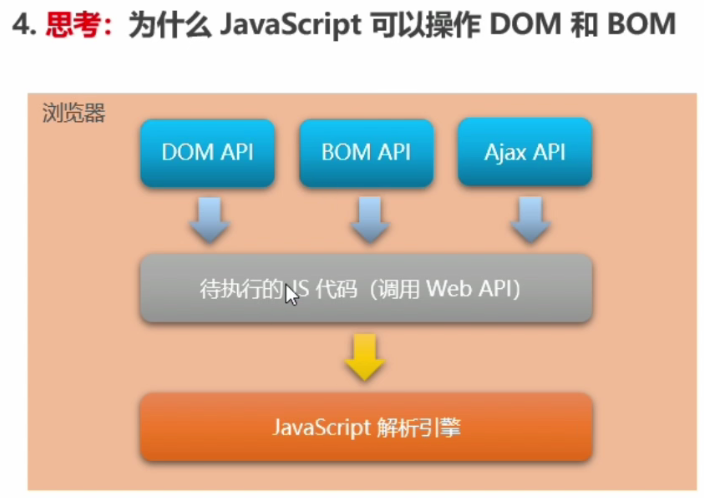 4. 思考：为什么 JavaScript 可以操作 DOM 和 BOM
浏览器
DOM API
BOM API
Ajax API
待执行的 JS 代码（调用 Web API）
JavaScript 解析引擎